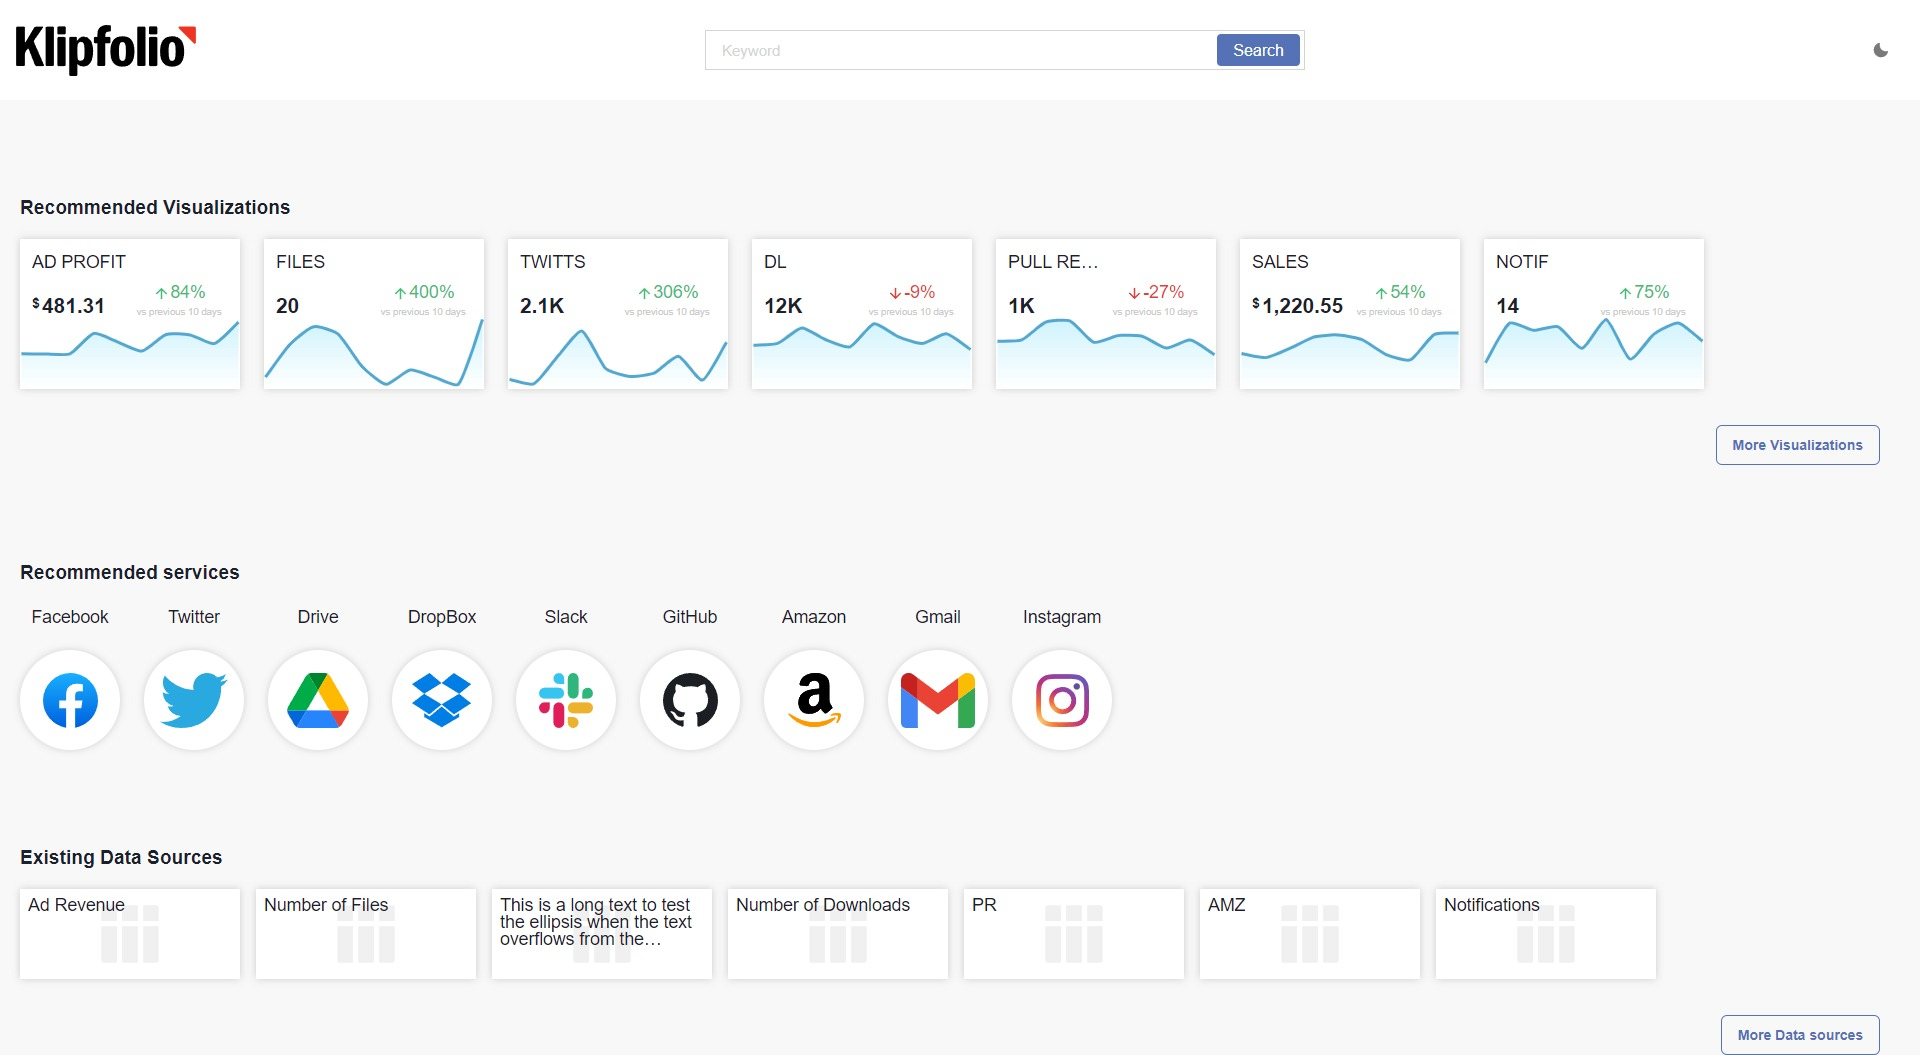 Klipfolio
Keyword
Search
Recommended Visualizations
AD PROFIT
$481.31
84%
vs previous 10 days
FILES
20
400%
vs previous 10 days
TWITTS
2.1K
306%
vs previous 10 days
DL
12K
-9%
vs previous 10 days
PULL RE...
1K
-27%
vs previous 10 days
SALES
$1,220.55
54%
vs previous 10 days
NOTIF
14
75%
vs previous 10 days
More Visualizations
Recommended services
Facebook
Twitter
Drive
DropBox
Slack
GitHub
Amazon
Gmail
Instagram
Existing Data Sources
Ad Revenue
Number of Files
This is a long text to test
the ellipsis when the text
overflows from the...
Number of Downloads
PR
AMZ
Notifications
More Data sources